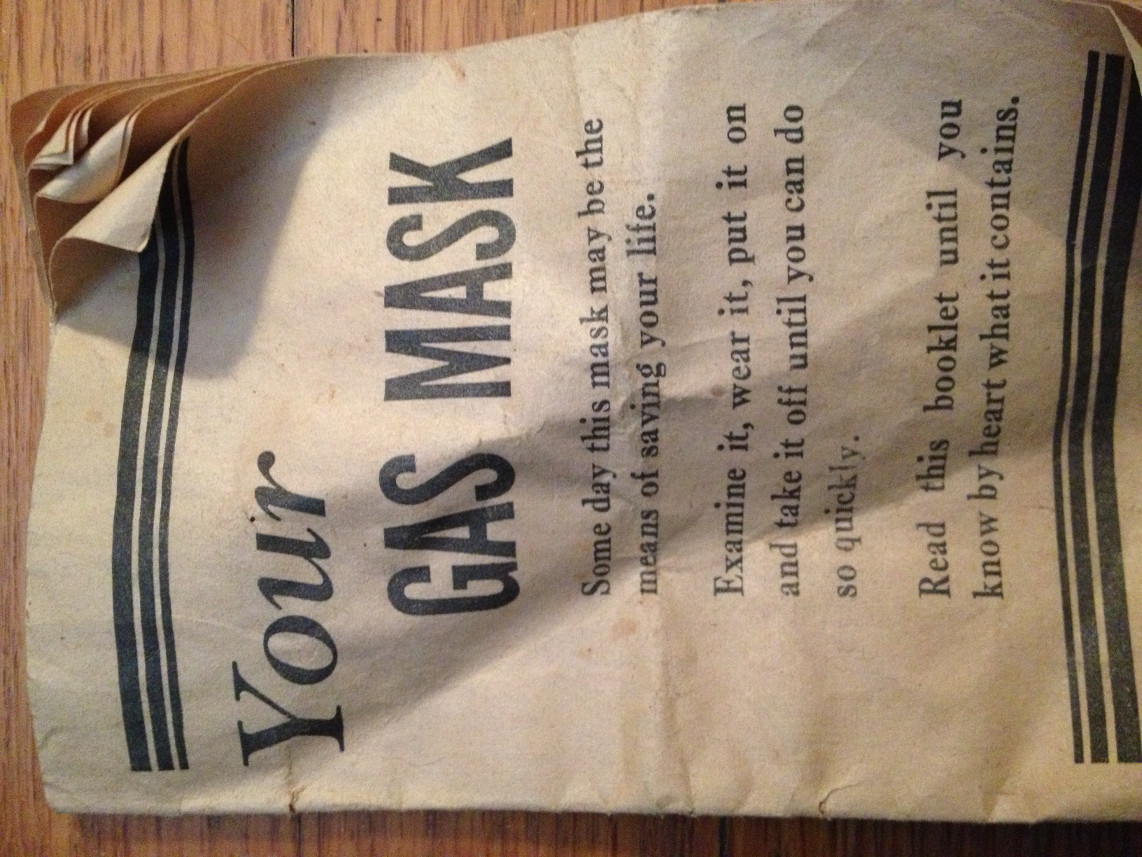 Your
GAS MASK
Some day this mask may be the
means of saving your life.
Examine it, wear it, put it on
and take it off until you can do
so quickly.
Read this booklet until you
know by heart what it contains.